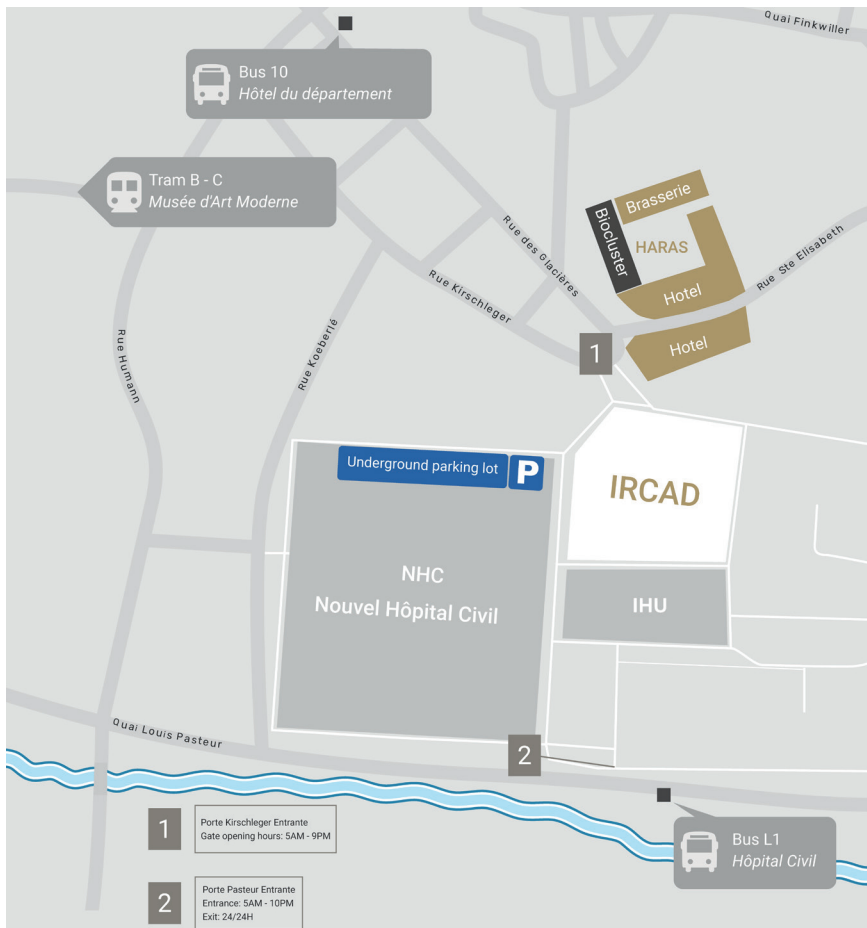 Quai Finkwiller
Bus 10
Hôtel du département
Tram B - C
Musée d'Art Moderne
Brasserie
Biocluster
HARAS
Rue des Glacières
Rue Ste Elisabeth
Hotel
Rue Kirschleger
Hotel
1
Rue Humann
Rue Koeberlé
Underground parking lot
P
IRCAD
NHC
Nouvel Hôpital Civil
IHU
Quai Louis Pasteur
2
1
Porte Kirschleger Entrante
Gate opening hours: 5AM - 9PM
Bus L1
Hôpital Civil
2
Porte Pasteur Entrante
Entrance: 5AM - 10PM
Exit: 24/24H